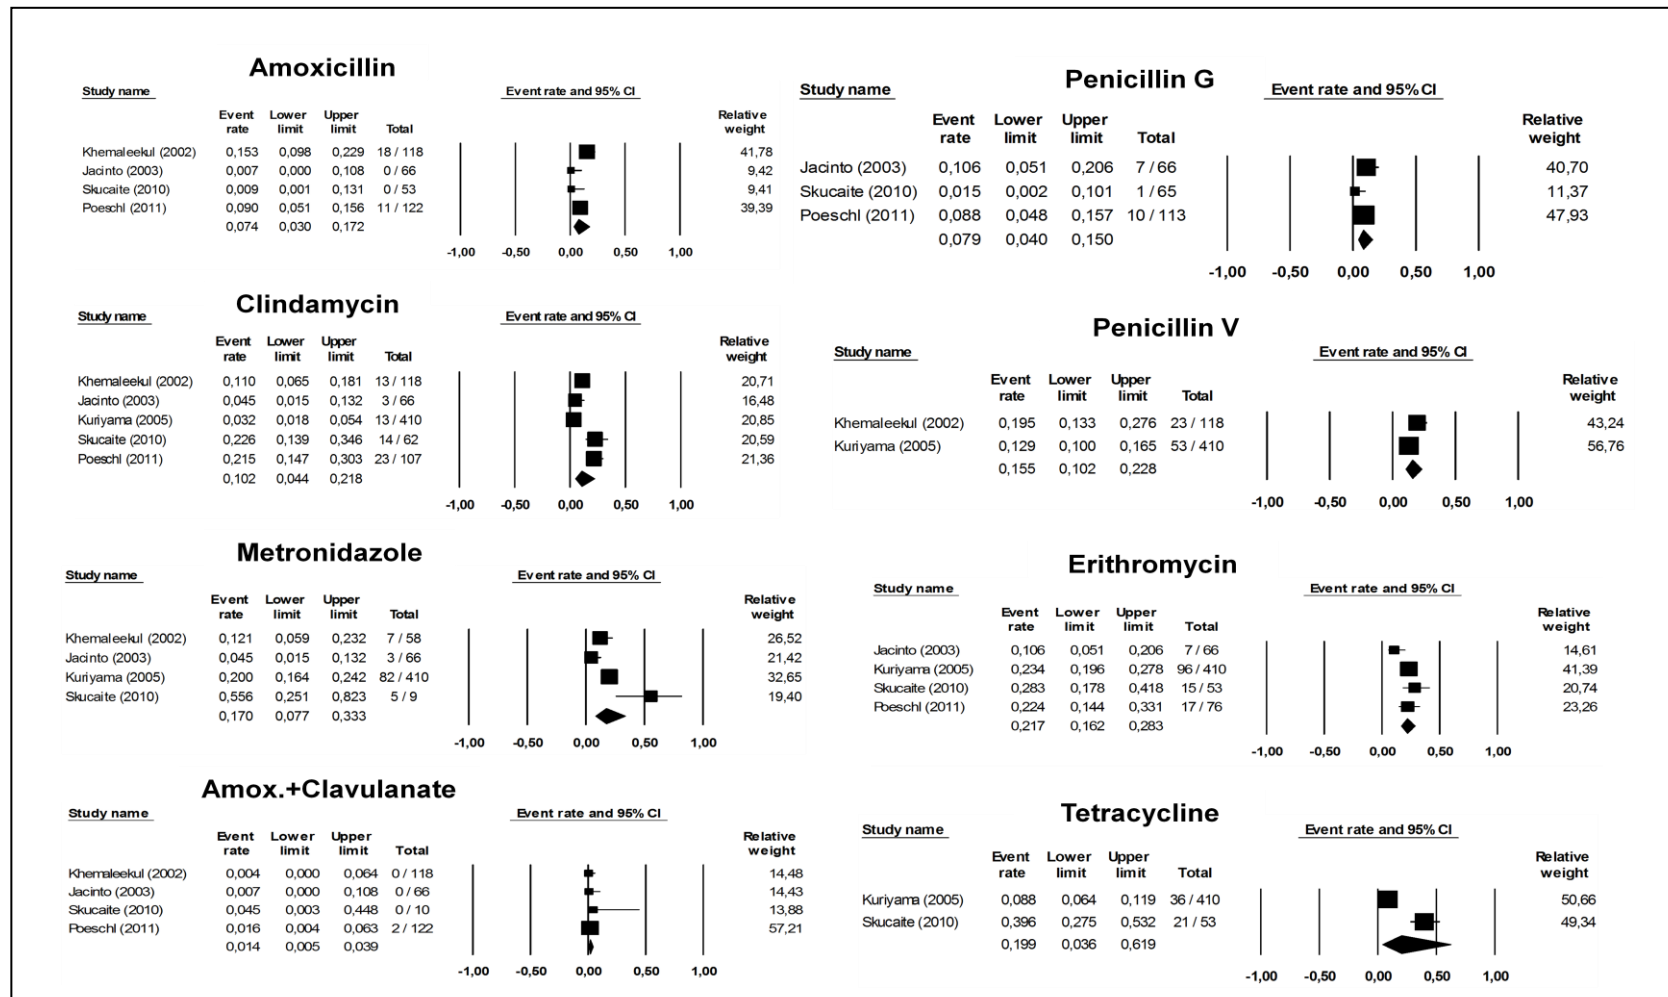 Amoxicillin
Study name Event rate and 95% CI
Event Lower Upper Relative
rate limit limit Total weight
Khemaleekul (2002) 0,153 0,098 0,229 18 / 118 41,78
Jacinto (2003) 0,007 0,000 0,108 0 / 66 9,42
Skucaite (2010) 0,009 0,001 0,131 0 / 53 9,41
Poeschl (2011) 0,090 0,051 0,156 11 / 122 39,39
0,074 0,030 0,172
-1,00 -0,50 0,00 0,50 1,00
Clindamycin
Study name Event rate and 95% CI
Event Lower Upper Relative
rate limit limit Total weight
Khemaleekul (2002) 0,110 0,065 0,181 13 / 118 20,71
Jacinto (2003) 0,045 0,015 0,132 3 / 66 16,48
Kuriyama (2005) 0,032 0,018 0,054 13 / 410 20,85
Skucaite (2010) 0,226 0,139 0,346 14 / 62 20,59
Poeschl (2011) 0,215 0,147 0,303 23 / 107 21,36
0,102 0,044 0,218
-1,00 -0,50 0,00 0,50 1,00
Metronidazole
Study name Event rate and 95% CI
Event Lower Upper Relative
rate limit limit Total weight
Khemaleekul (2002) 0,121 0,059 0,232 7 / 58 26,52
Jacinto (2003) 0,045 0,015 0,132 3 / 66 21,42
Kuriyama (2005) 0,200 0,164 0,242 82 / 410 32,65
Skucaite (2010) 0,556 0,251 0,823 5 / 9 19,40
0,170 0,077 0,333
-1,00 -0,50 0,00 0,50 1,00
Amox.+Clavulanate
Study name Event rate and 95% CI
Event Lower Upper Relative
rate limit limit Total weight
Khemaleekul (2002) 0,004 0,000 0,064 0 / 118 14,48
Jacinto (2003) 0,007 0,000 0,108 0 / 66 14,43
Skucaite (2010) 0,045 0,003 0,448 0 / 10 13,88
Poeschl (2011) 0,016 0,004 0,063 2 / 122 57,21
0,014 0,005 0,039
-1,00 -0,50 0,00 0,50 1,00
Penicillin G
Study name Event rate and 95% CI
Event Lower Upper Relative
rate limit limit Total weight
Jacinto (2003) 0,106 0,051 0,206 7 / 66 40,70
Skucaite (2010) 0,015 0,002 0,101 1 / 65 11,37
Poeschl (2011) 0,088 0,048 0,157 10 / 113 47,93
0,079 0,040 0,150
-1,00 -0,50 0,00 0,50 1,00
Penicillin V
Study name Event rate and 95% CI
Event Lower Upper Relative
rate limit limit Total weight
Khemaleekul (2002) 0,195 0,133 0,276 23 / 118 43,24
Kuriyama (2005) 0,129 0,100 0,165 53 / 410 56,76
0,155 0,102 0,228
-1,00 -0,50 0,00 0,50 1,00
Erithromycin
Study name Event rate and 95% CI
Event Lower Upper Relative
rate limit limit Total weight
Jacinto (2003) 0,106 0,051 0,206 7 / 66 14,61
Kuriyama (2005) 0,234 0,196 0,278 96 / 410 41,39
Skucaite (2010) 0,283 0,178 0,418 15 / 53 20,74
Poeschl (2011) 0,224 0,144 0,331 17 / 76 23,26
0,217 0,162 0,283
-1,00 -0,50 0,00 0,50 1,00
Tetracycline
Study name Event rate and 95% CI
Event Lower Upper Relative
rate limit limit Total weight
Kuriyama (2005) 0,088 0,064 0,119 36 / 410 50,66
Skucaite (2010) 0,396 0,275 0,532 21 / 53 49,34
0,199 0,036 0,619
-1,00 -0,50 0,00 0,50 1,00